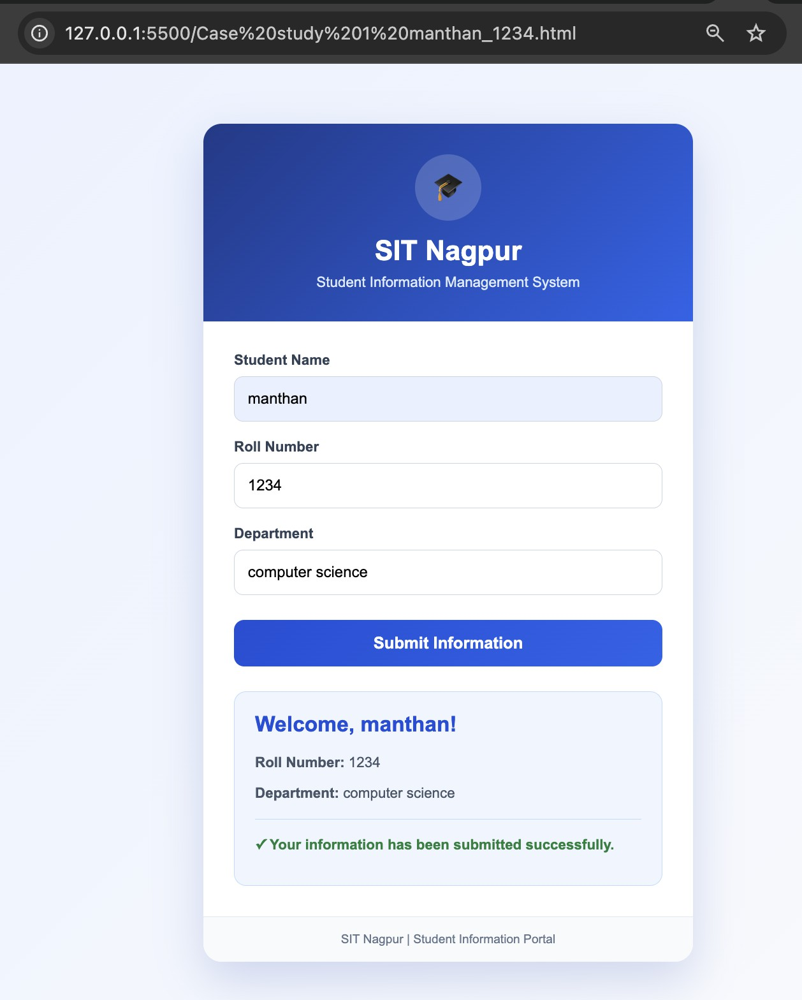 127.0.0.1:5500/Case%20study%201%20manthan_1234.html
SIT Nagpur
Student Information Management System
Student Name
manthan
Roll Number
1234
Department
computer science
Submit Information
Welcome, manthan!
Roll Number: 1234
Department: computer science
✓ Your information has been submitted successfully.
SIT Nagpur | Student Information Portal